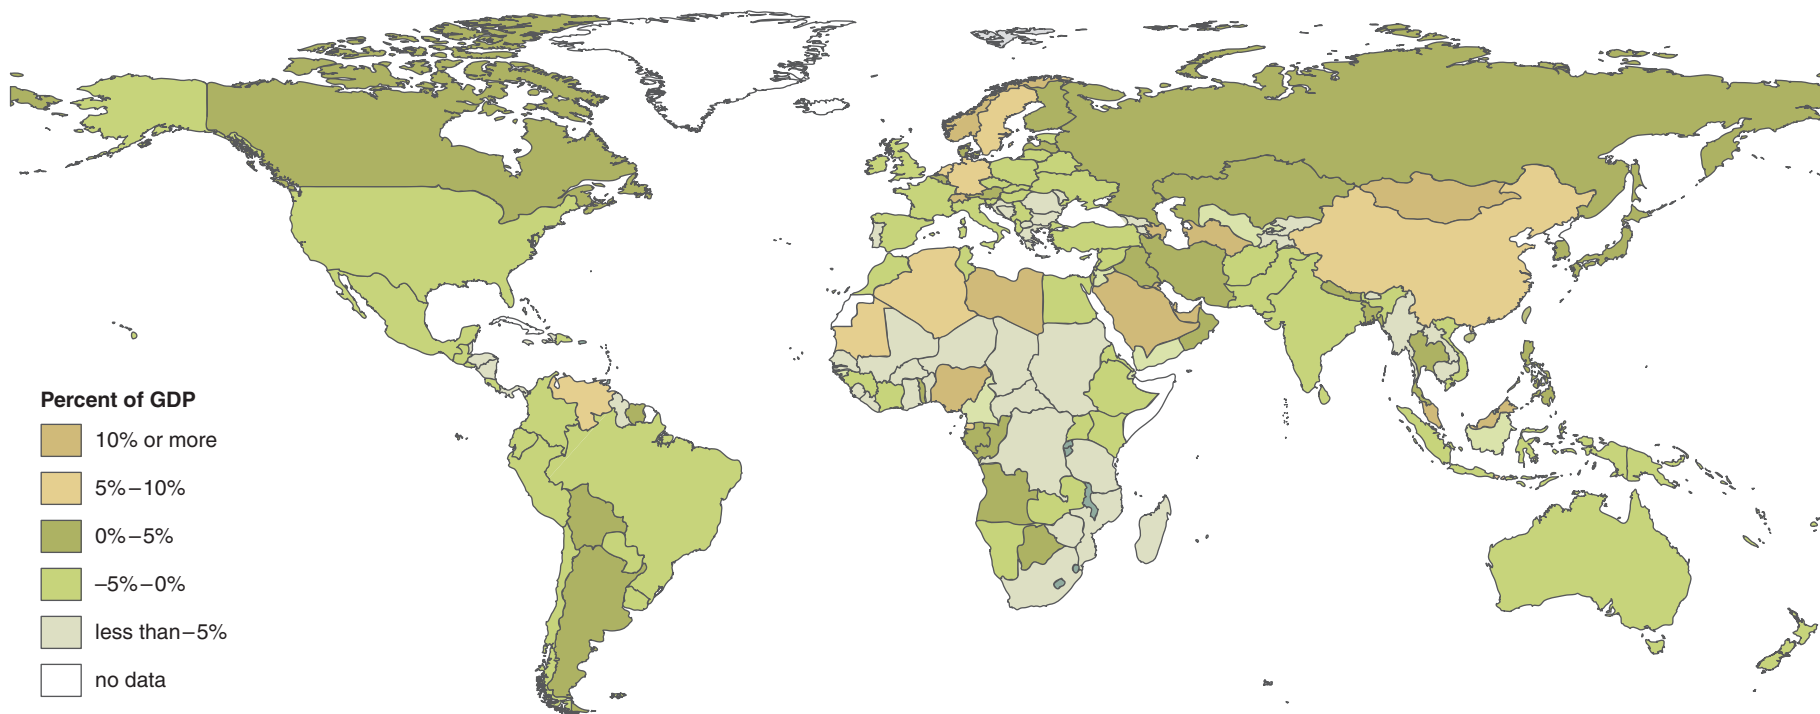 Percent of GDP
10% or more
5%–10%
0%–5%
–5%–0%
less than–5%
no data